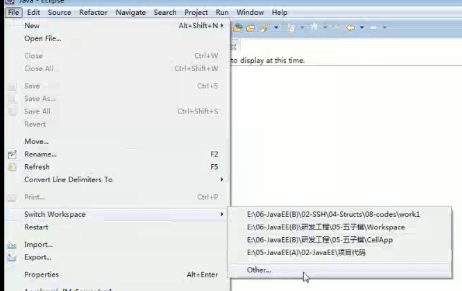 Java - Eclipse
File Edit Source Refactor Navigate Search Project Run Window Help
New Alt+Shift+N
Open File...
to display at this time.
Close Ctrl+W
Close All Ctrl+Shift+W
Save Ctrl+S
Save As...
Save All Ctrl+Shift+S
Revert
Move...
Rename... F2
Refresh F5
Convert Line Delimiters To
Print... Ctrl+P
Switch Workspace
Restart
Import...
Export...
Properties Alt+Enter
E:\06-JavaEE(B)\02-SSH\04-Structs\08-codes\work1
E:\06-JavaEE(B)\研发工程\05-五子棋\Workspace
E:\06-JavaEE(B)\研发工程\05-五子棋\CellApp
E:\05-JavaEE(A)\02-JavaEE\项目代码
Other...